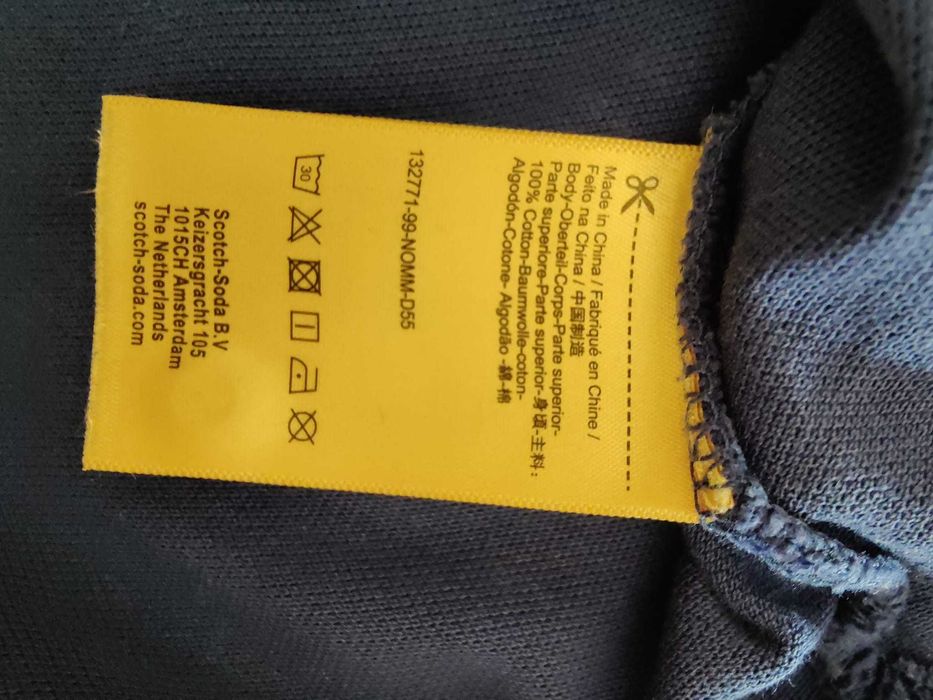 Made in China / Fabriqué en Chine /
Feito na China / 中国制造
Body-Oberteil-Corps-Parte superior-
Parte superiore-Parte superior-身頃-主料:
100% Cotton-Baumwolle-coton-
Algodón-Cotone- Algodão -綿-棉
132771-99-NOMM-D55
30
Scotch-Soda B.V
Keizersgracht 105
1015CH Amsterdam
The Netherlands
scotch-soda.com